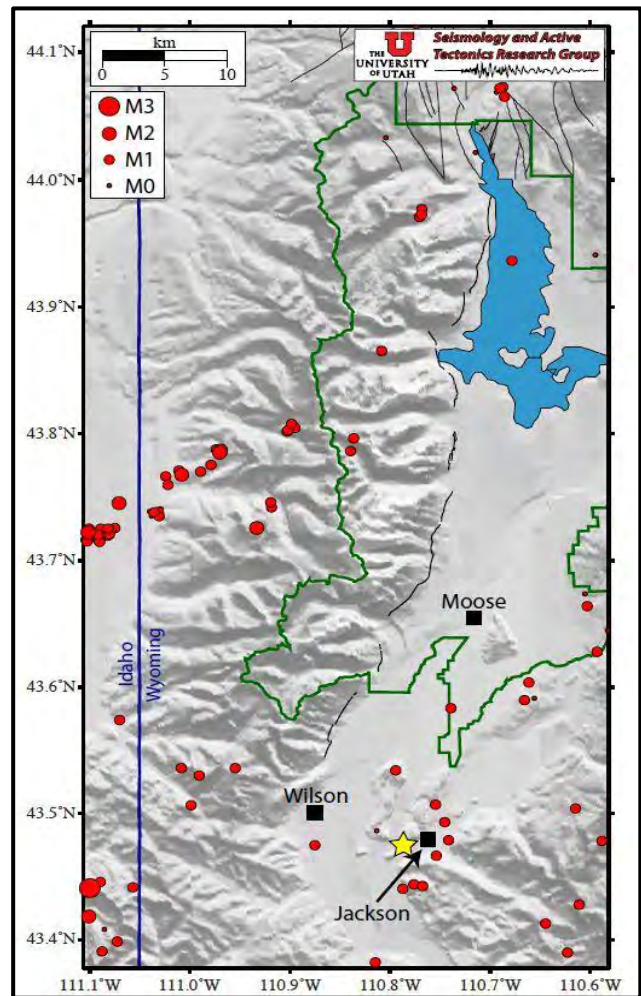 44.1°N
44.0°N
43.9°N
43.8°N
43.7°N
43.6°N
43.5°N
43.4°N
km
0 5 10
M3
M2
M1
M0
THE
UNIVERSITY
OF UTAH
Seismology and Active
Tectonics Research Group
Moose
Idaho
Wyoming
Wilson
Jackson
111.1°W 111.0°W 110.9°W 110.8°W 110.7°W 110.6°W